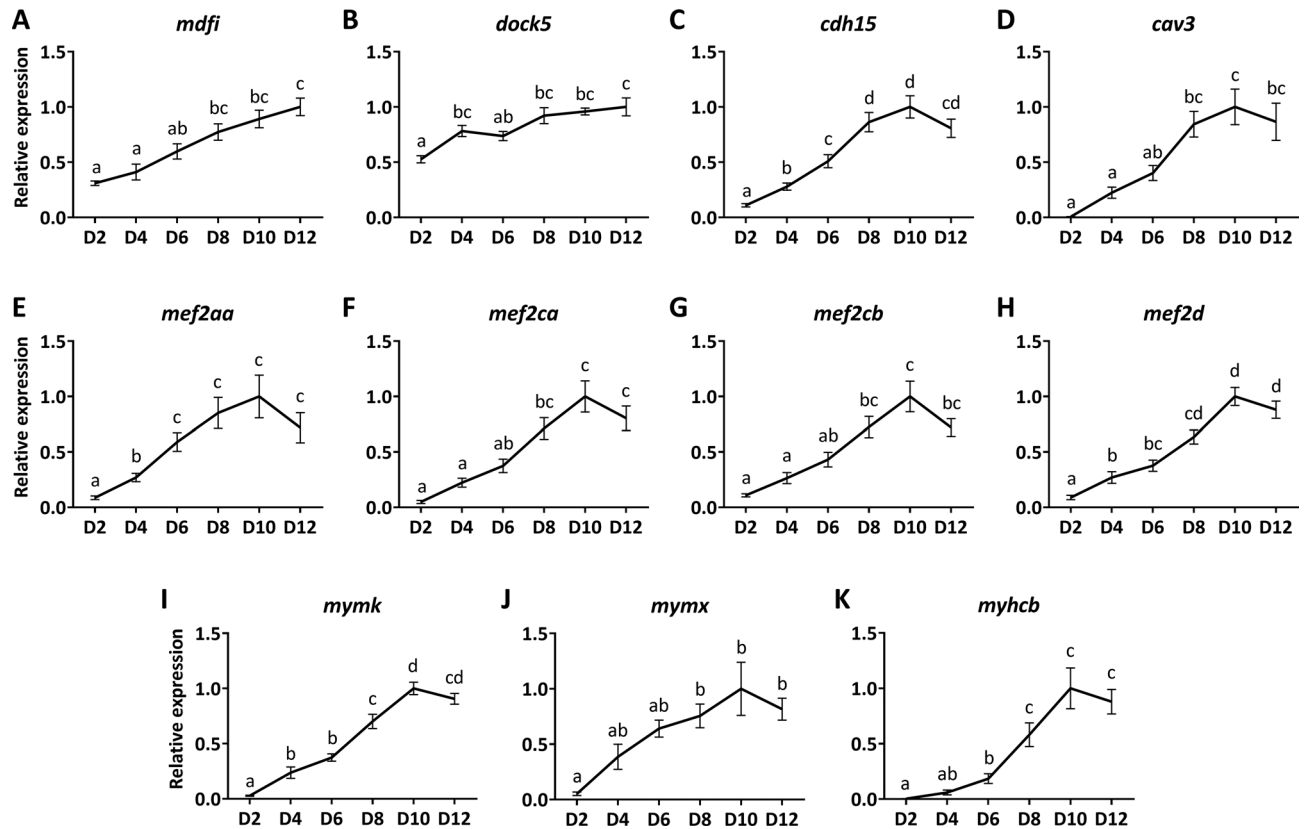 A mdfi
B dock5
C cdh15
D cav3
Relative expression
1.5
1.0
0.5
0.0
a a ab bc bc c
D2 D4 D6 D8 D10 D12
1.5
1.0
0.5
0.0
a bc ab bc bc c
D2 D4 D6 D8 D10 D12
1.5
1.0
0.5
0.0
a b c d d cd
D2 D4 D6 D8 D10 D12
1.5
1.0
0.5
0.0
a a ab bc c bc
D2 D4 D6 D8 D10 D12
E mef2aa
F mef2ca
G mef2cb
H mef2d
Relative expression
1.5
1.0
0.5
0.0
a b c c c c
D2 D4 D6 D8 D10 D12
1.5
1.0
0.5
0.0
a a ab bc c c
D2 D4 D6 D8 D10 D12
1.5
1.0
0.5
0.0
a a ab bc c bc
D2 D4 D6 D8 D10 D12
1.5
1.0
0.5
0.0
a b bc cd d d
D2 D4 D6 D8 D10 D12
I mymk
J mymx
K myhcb
Relative expression
1.5
1.0
0.5
0.0
a b b c d cd
D2 D4 D6 D8 D10 D12
1.5
1.0
0.5
0.0
a ab ab b b b
D2 D4 D6 D8 D10 D12
1.5
1.0
0.5
0.0
a ab b c c c
D2 D4 D6 D8 D10 D12